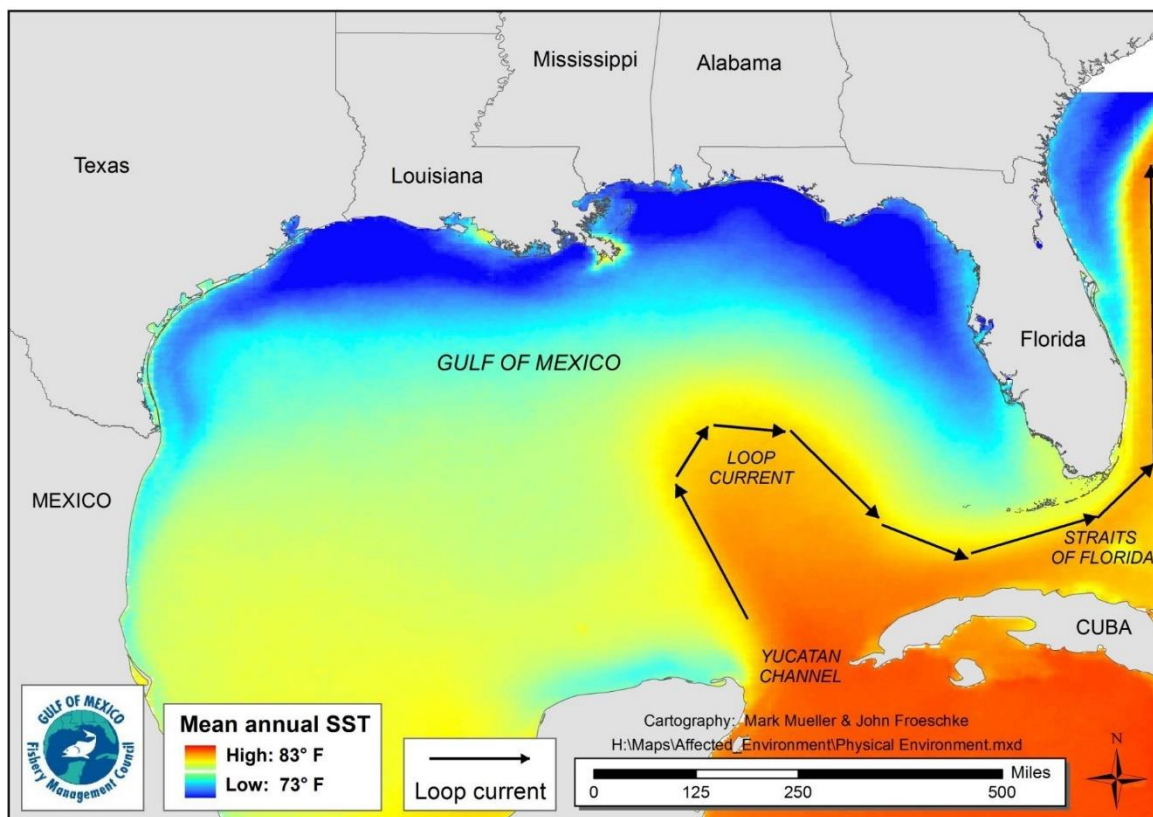 Mississippi
Alabama
Texas
Louisiana
GULF OF MEXICO
Florida
LOOP
CURRENT
MEXICO
STRAITS
OF FLORIDA
CUBA
YUCATAN
CHANNEL
GULF OF MEXICO
Fishery Management Council
Mean annual SST
High: 83° F
Low: 73° F
Loop current
Cartography: Mark Mueller & John Froeschke
H:\Maps\Affected_Environment\Physical Environment.mxd
N
Miles
0 125 250 500